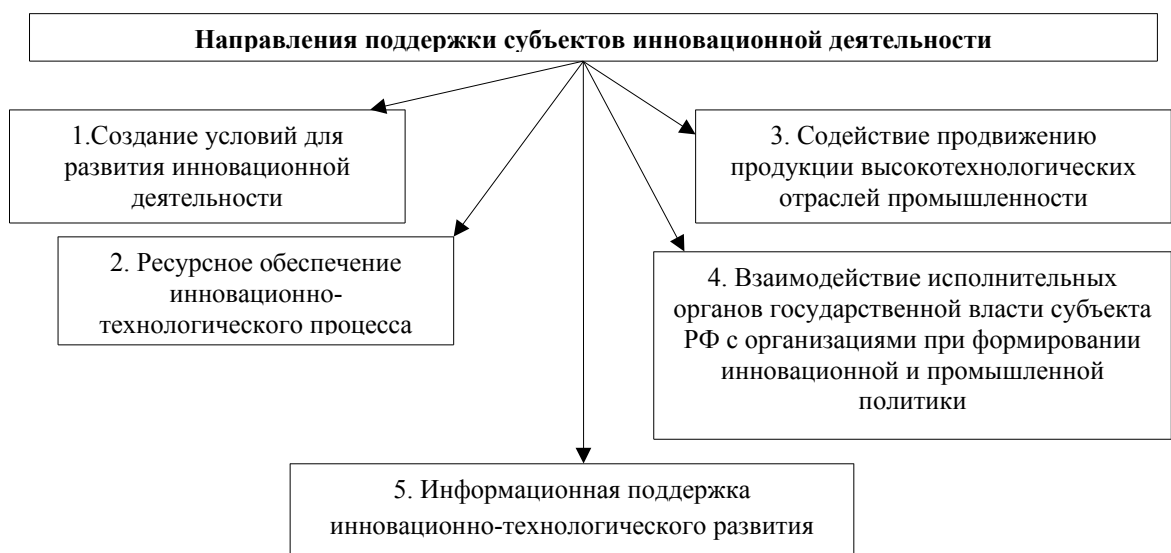 Направления поддержки субъектов инновационной деятельности
1.Создание условий для
развития инновационной
деятельности
2. Ресурсное обеспечение
инновационно-
технологического процесса
3. Содействие продвижению
продукции высокотехнологических
отраслей промышленности
4. Взаимодействие исполнительных
органов государственной власти субъекта
РФ с организациями при формировании
инновационной и промышленной
политики
5. Информационная поддержка
инновационно-технологического развития